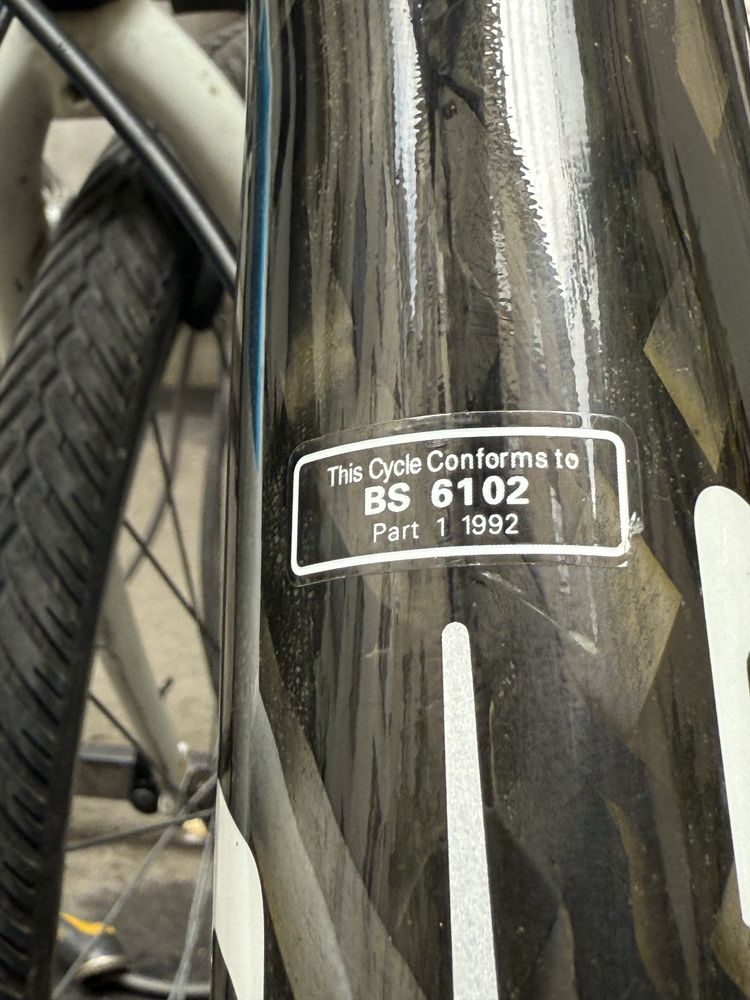 This Cycle Conforms to
BS 6102
Part 1 1992